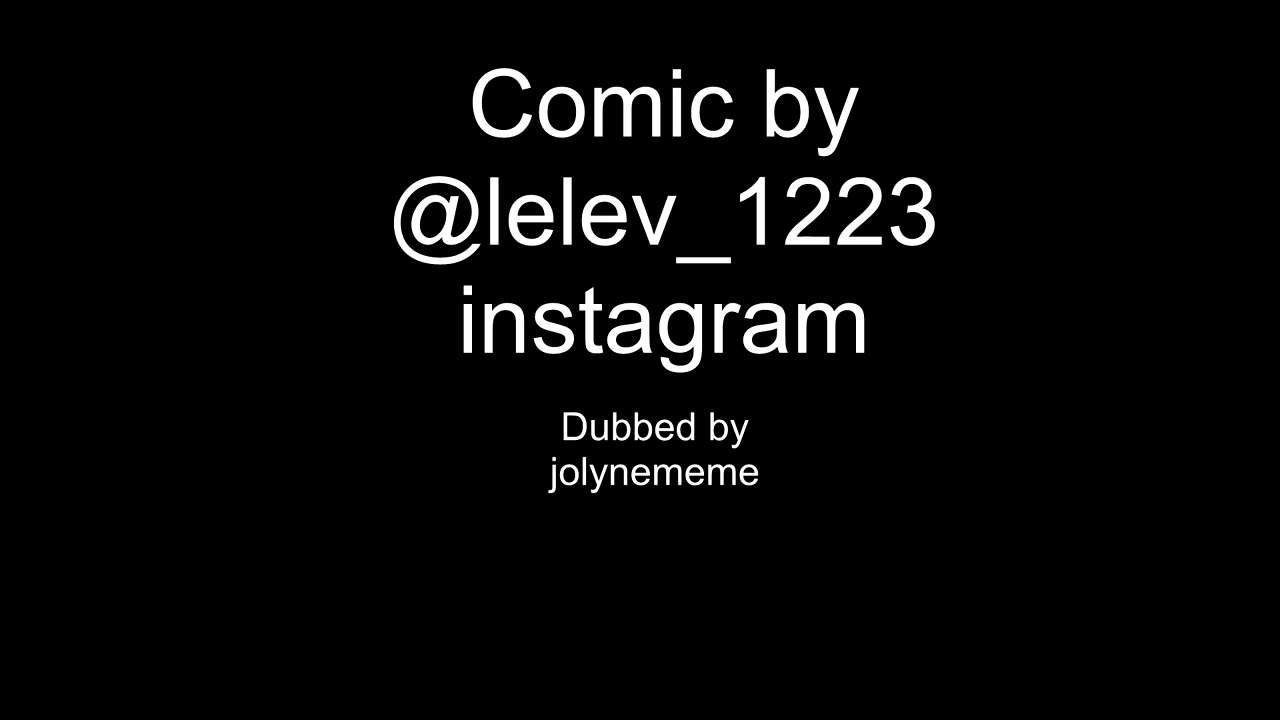 Comic by
@lelev_1223
instagram
Dubbed by
jolynememe